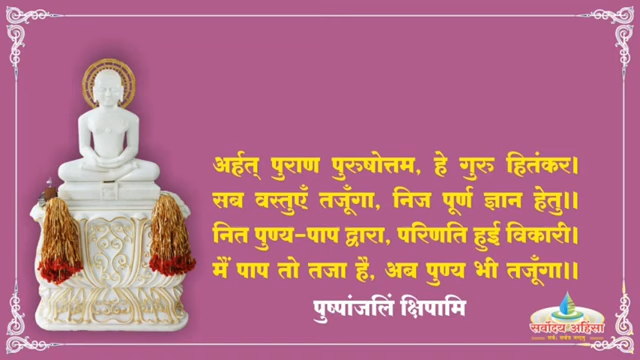 अर्हत् पुराण पुरुषोत्तम, हे गुरु हितंकर।
सब वस्तुएँ तजूँगा, निज पूर्ण ज्ञान हेतु।।
नित पुण्य-पाप द्वारा, परिणति हुई विकारी।
मैं पाप तो तजा है, अब पुण्य भी तजूँगा।।
पुष्पांजलिं क्षिपामि
सर्वोदय अहिंसा